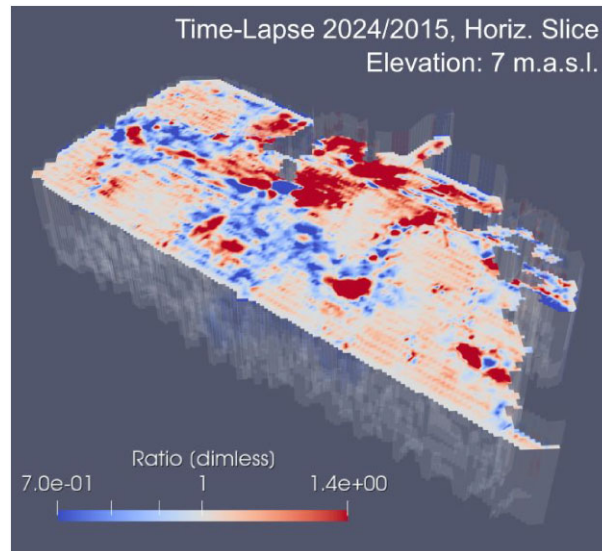 Time-Lapse 2024/2015, Horiz. Slice
Elevation: 7 m.a.s.l.
Ratio (dimless)
7.0e-01 1 1.4e+00